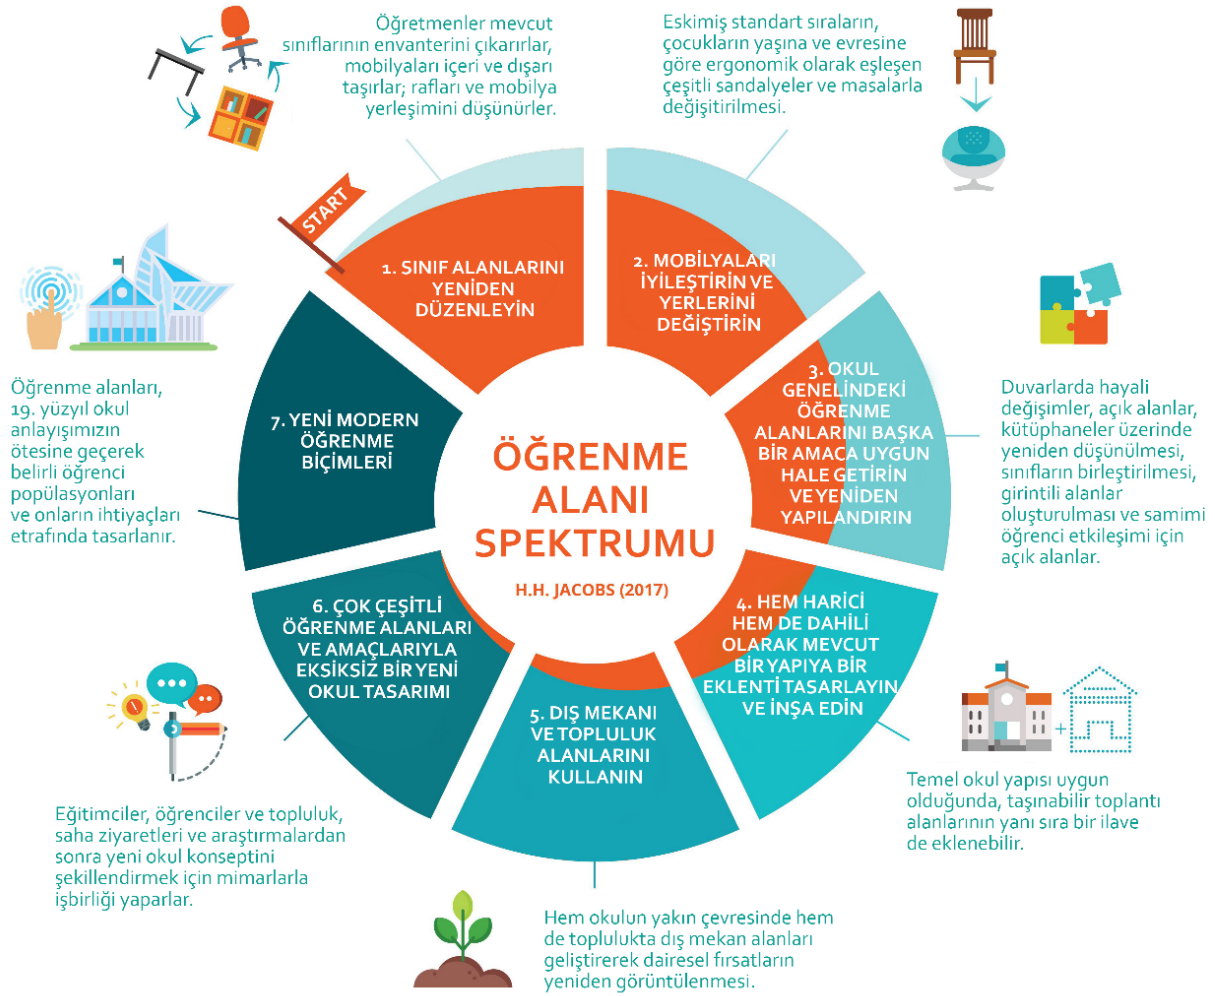 Öğretmenler mevcut
sınıflarının envanterini çıkarırlar,
mobilyaları içeri ve dışarı
taşırlar; rafları ve mobilya
yerleşimini düşünürler.
Eskimiş standart sıraların,
çocukların yaşına ve evresine
göre ergonomik olarak eşleşen
çeşitli sandalyeler ve masalarla
değişitirilmesi.
START
1. SINIF ALANLARINI
YENİDEN
DÜZENLEYİN
2. MOBİLYALARI
İYİLEŞTİRİN VE
YERLERİNİ
DEĞİŞTİRİN
3. OKUL
GENELİNDEKİ
ÖĞRENME
ALANLARINI BAŞKA
BİR AMACA UYGUN
HALE GETİRİN
VE YENİDEN
YAPILANDIRIN
Duvarlarda hayali
değişimler, açık alanlar,
kütüphaneler üzerinde
yeniden düşünülmesi,
sınıfların birleştirilmesi,
girintili alanlar
oluşturulması ve samimi
öğrenci etkileşimi için
açık alanlar.
4. HEM HARİCİ
HEM DE DAHİLİ
OLARAK MEVCUT
BİR YAPIYA BİR
EKLENTİ TASARLAYIN
VE İNŞA EDİN
+
Temel okul yapısı uygun
olduğunda, taşınabilir toplantı
alanlarının yanı sıra bir ilave
de eklenebilir.
5. DIŞ MEKANI
VE TOPLULUK
ALANLARINI
KULLANIN
Hem okulun yakın çevresinde hem
de toplulukta dış mekan alanları
geliştirerek dairesel fırsatların
yeniden görüntülenmesi.
6. ÇOK ÇEŞİTLİ
ÖĞRENME ALANLARI
VE AMAÇLARIYLA
EKSİKSİZ BİR YENİ
OKUL TASARIMI
Eğitimciler, öğrenciler ve topluluk,
saha ziyaretleri ve araştırmalardan
sonra yeni okul konseptini
şekillendirmek için mimarlarla
işbirliği yaparlar.
7. YENİ MODERN
ÖĞRENME
BİÇİMLERİ
Öğrenme alanları,
19. yüzyıl okul
anlayışımızın
ötesine geçerek
belirli öğrenci
popülasyonları
ve onların ihtiyaçları
etrafında tasarlanır.
ÖĞRENME
ALANI
SPEKTRUMU
H.H. JACOBS (2017)